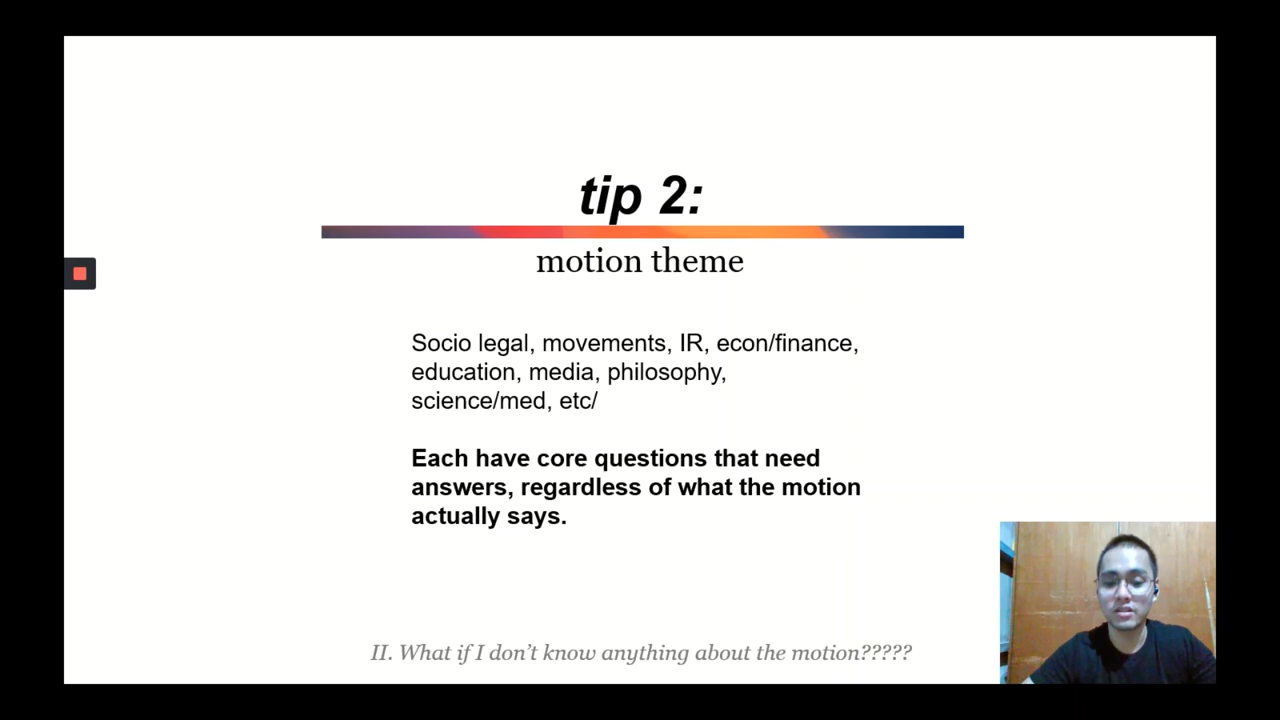 tip 2:
motion theme
Socio legal, movements, IR, econ/finance,
education, media, philosophy,
science/med, etc/
Each have core questions that need
answers, regardless of what the motion
actually says.
II. What if I don't know anything about the motion?????